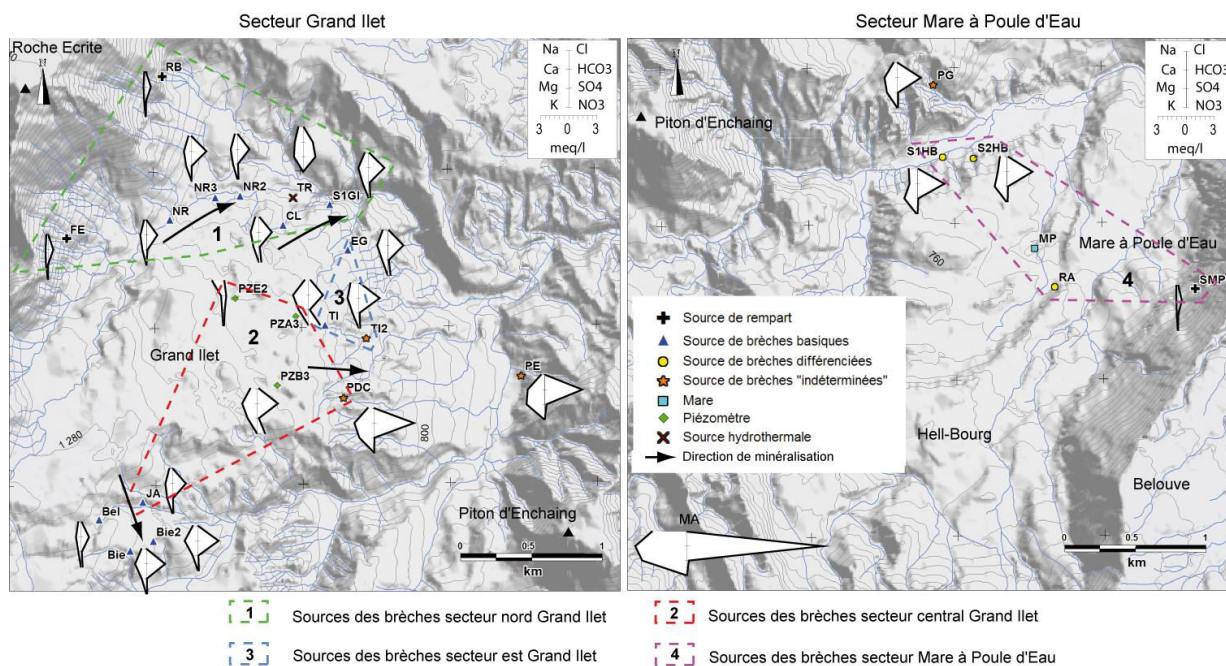 Secteur Grand Ilet
Secteur Mare à Poule d'Eau
Roche Ecrite
N
RB
Na Cl
Ca HCO3
Mg SO4
K NO3
3 0 3
meq/l
NR3
NR2
TR
S1GI
NR
CL
FE
1
EG
PZE2
3
PZA3
TI
2
TI2
Grand Ilet
PE
PZB3
PDC
1 280
800
JA
Bel
Bie2
Bie
Piton d'Enchaing
0 0.5 1
km
N
PG
Na Cl
Ca HCO3
Mg SO4
K NO3
3 0 3
meq/l
Piton d'Enchaing
S1HB
S2HB
MP
Mare à Poule d'Eau
760
RA
4
SMP
Source de rempart
Source de brèches basiques
Source de brèches différenciées
Source de brèches "indéterminées"
Mare
Piézomètre
Source hydrothermale
Direction de minéralisation
Hell-Bourg
Belouve
MA
0 0.5 1
km
1 Sources des brèches secteur nord Grand Ilet
2 Sources des brèches secteur central Grand Ilet
3 Sources des brèches secteur est Grand Ilet
4 Sources des brèches secteur Mare à Poule d'Eau